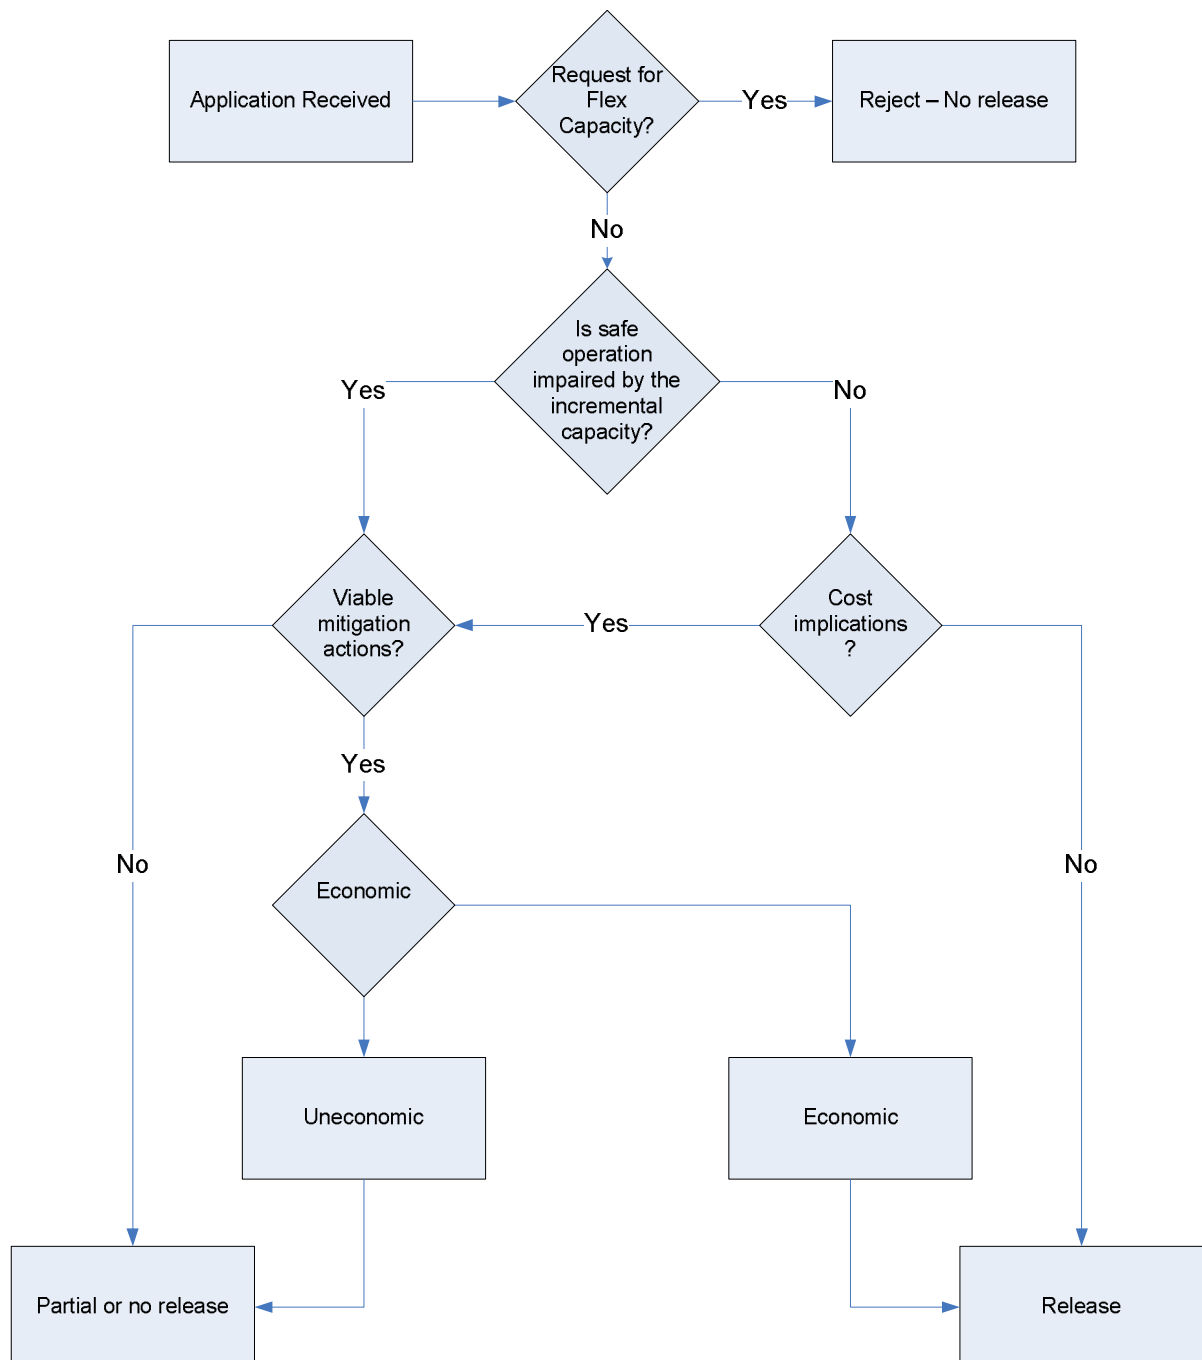 Application Received
Request for
Flex
Capacity?
Yes
Reject – No release
No
Is safe
operation
impaired by the
incremental
capacity?
Yes
No
Viable
mitigation
actions?
Yes
Cost
implications
?
Yes
No
No
Economic
Uneconomic
Economic
Partial or no release
Release